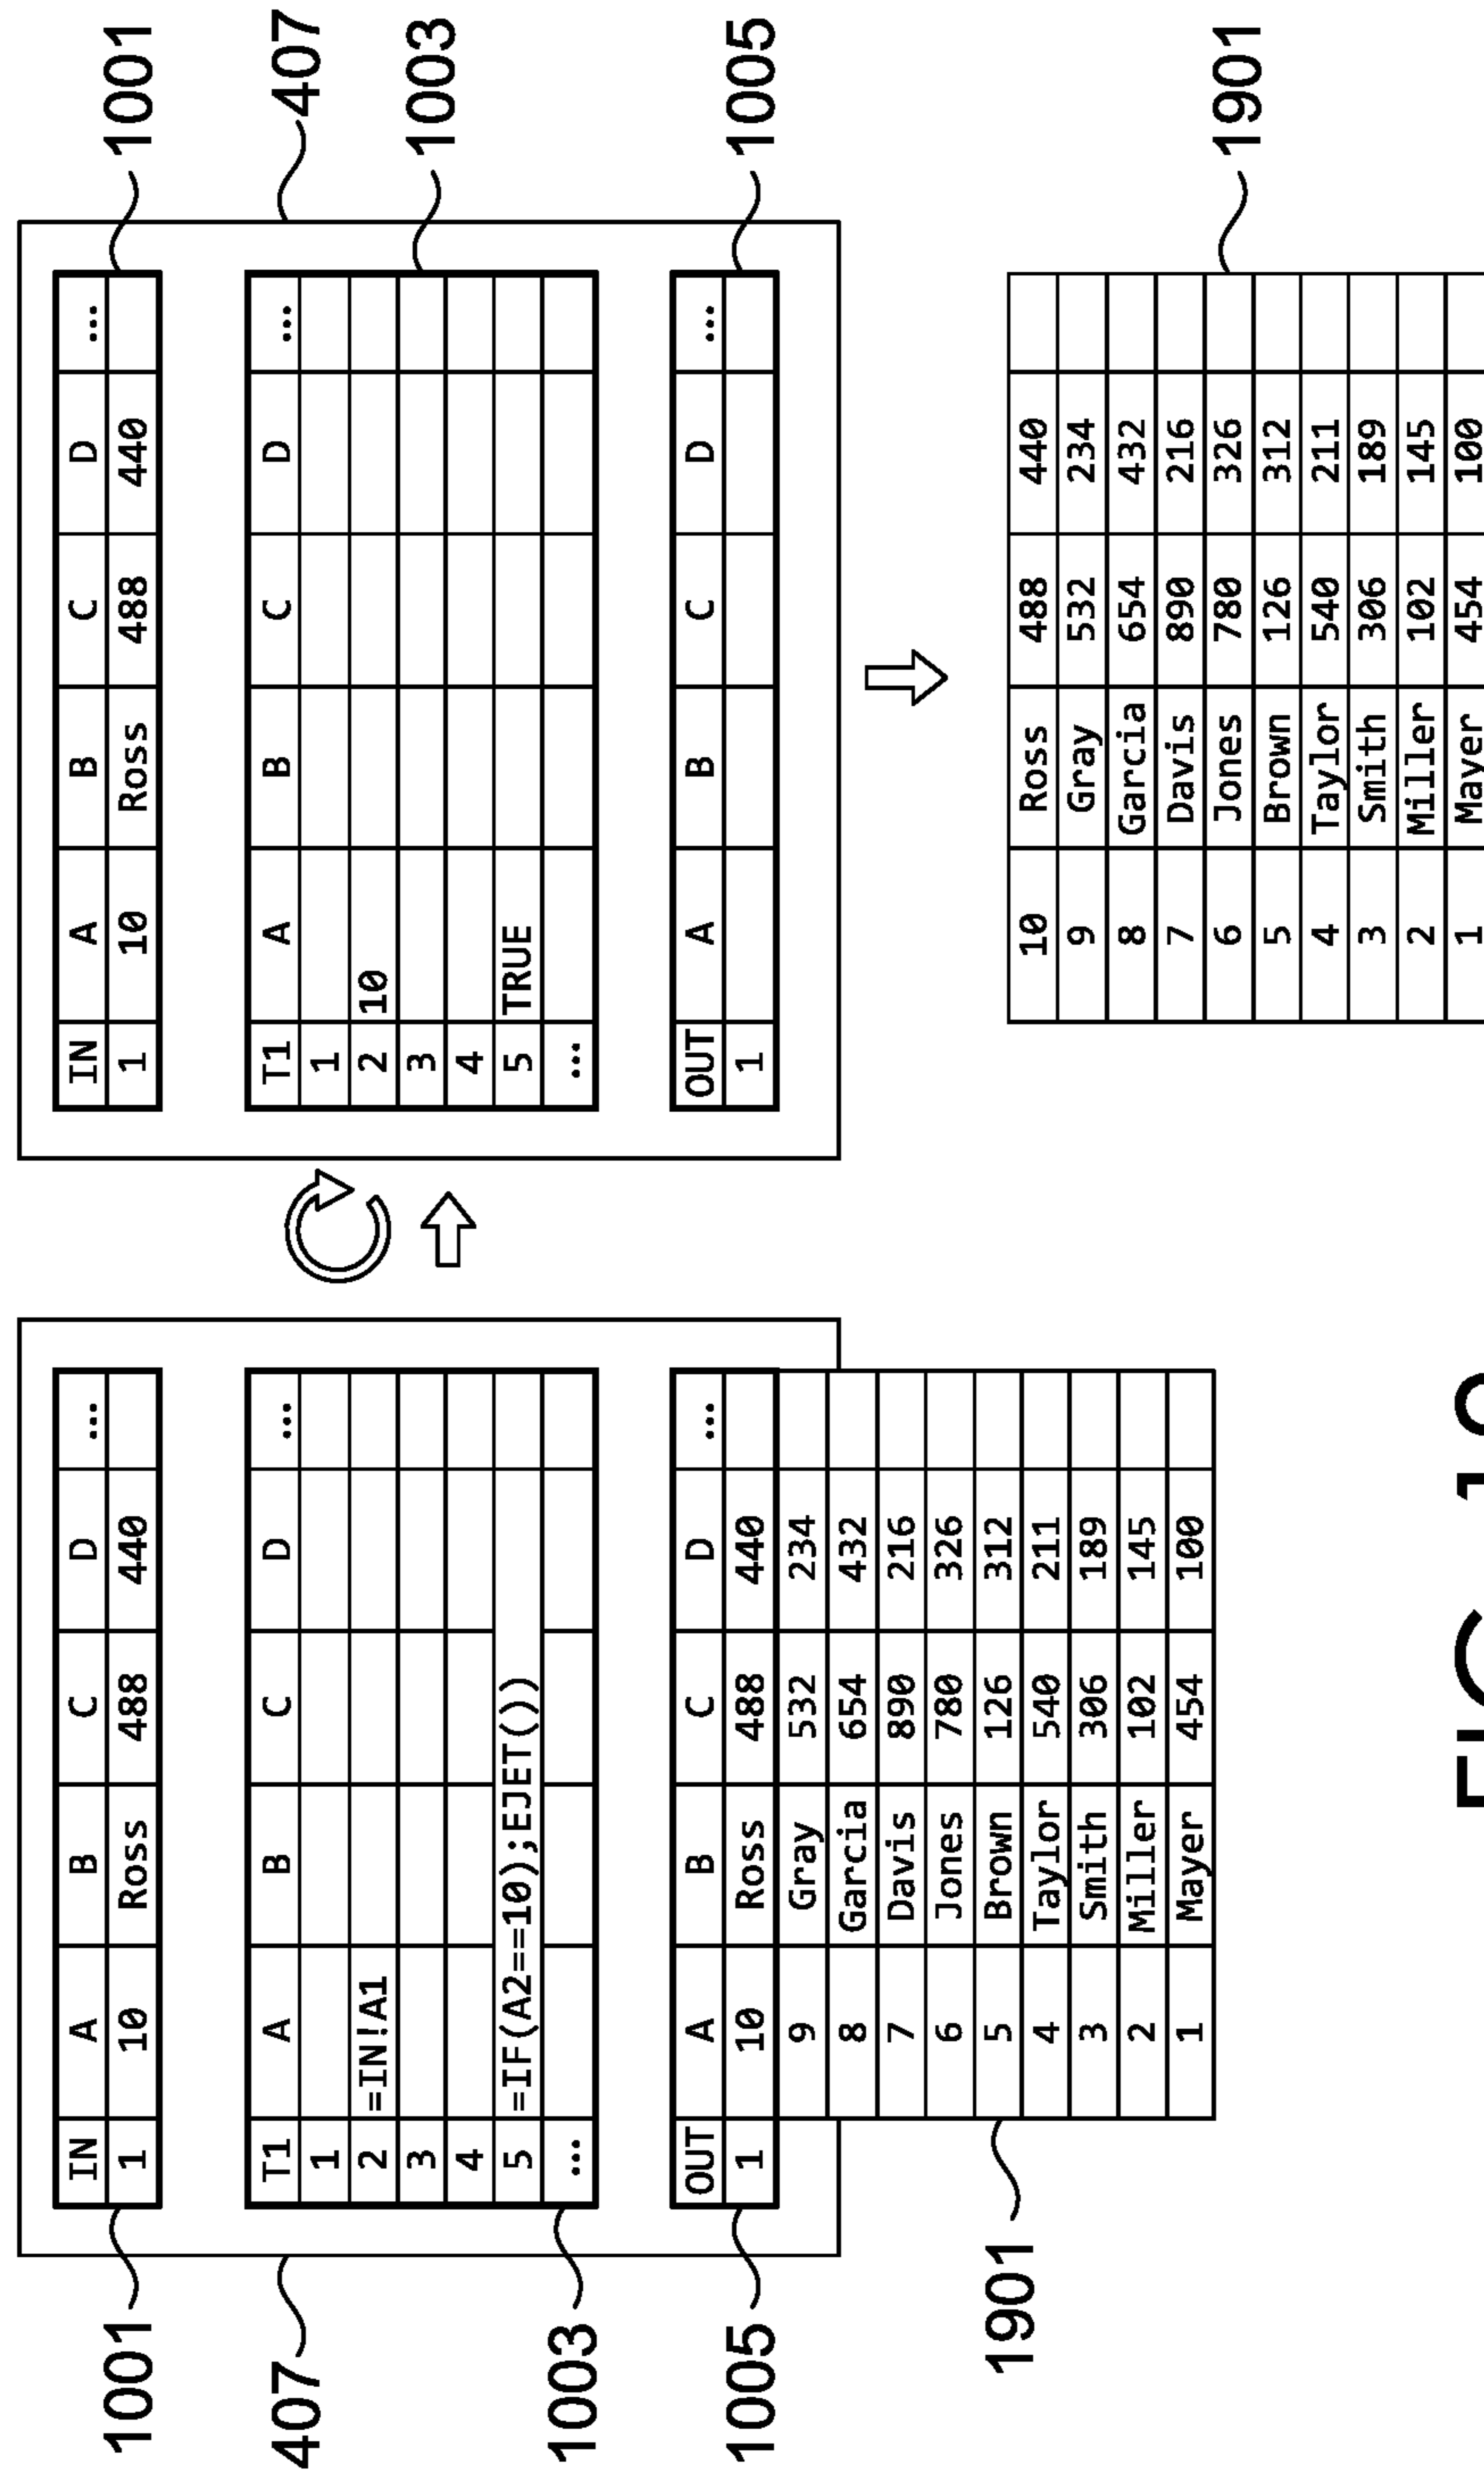 1001
407
1003
1005
1901
IN A B C D ...
1 10 Ross 488 440
T1 A B C D ...
1
2 =IN!A1
3
4
5 =IF(A2==10);EJET())
...
OUT A B C D ...
1 10 Ross 488 440
9 Gray 532 234
8 Garcia 654 432
7 Davis 890 216
6 Jones 780 326
5 Brown 126 312
4 Taylor 540 211
3 Smith 306 189
2 Miller 102 145
1 Mayer 454 100
IN A B C D ...
1 10 Ross 488 440
T1 A B C D ...
1
2 10
3
4
5 TRUE
...
OUT A B C D ...
1
10 Ross 488 440
9 Gray 532 234
8 Garcia 654 432
7 Davis 890 216
6 Jones 780 326
5 Brown 126 312
4 Taylor 540 211
3 Smith 306 189
2 Miller 102 145
1 Mayer 454 100
1001
407
1003
1005
1901